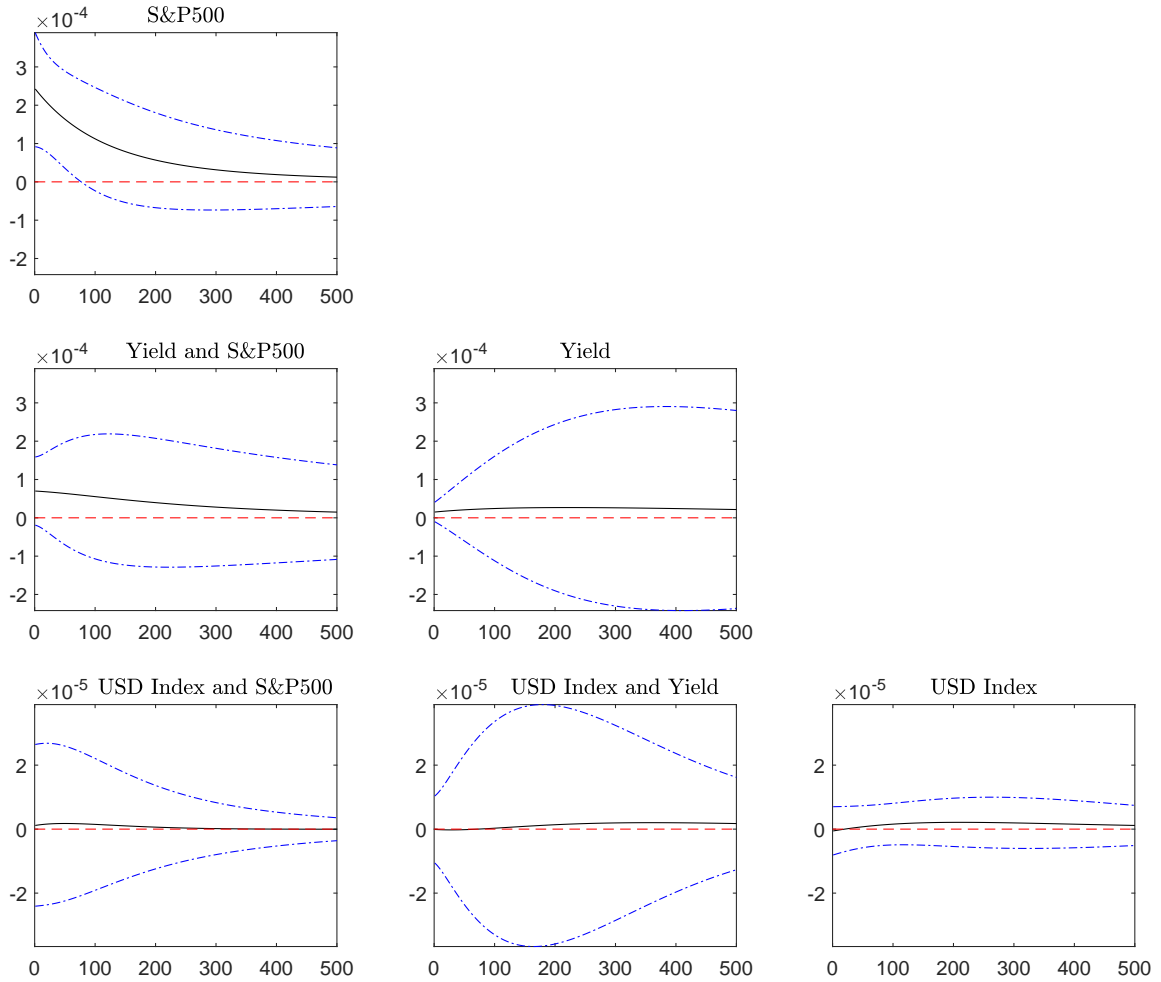 ×10⁻⁴ S&P500
3
2
1
0
-1
-2
0 100 200 300 400 500
×10⁻⁴ Yield and S&P500
3
2
1
0
-1
-2
0 100 200 300 400 500
×10⁻⁴ Yield
3
2
1
0
-1
-2
0 100 200 300 400 500
×10⁻⁵ USD Index and S&P500
2
0
-2
0 100 200 300 400 500
×10⁻⁵ USD Index and Yield
2
0
-2
0 100 200 300 400 500
×10⁻⁵ USD Index
2
0
-2
0 100 200 300 400 500